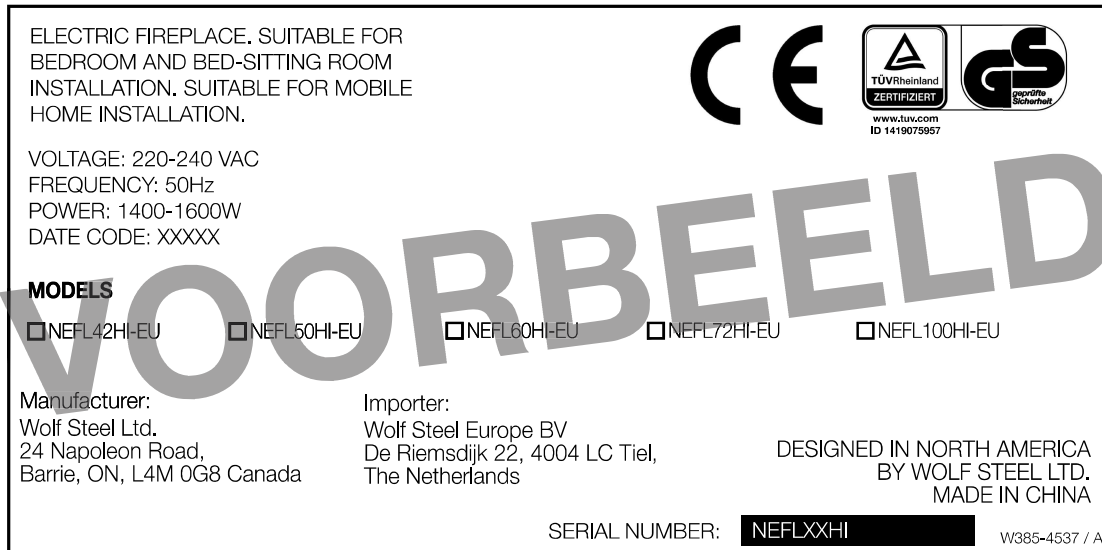 ELECTRIC FIREPLACE. SUITABLE FOR
BEDROOM AND BED-SITTING ROOM
INSTALLATION. SUITABLE FOR MOBILE
HOME INSTALLATION.
CE
TÜVRheinland
ZERTIFIZIERT
www.tuv.com
ID 1419075957
GS
geprüfte
Sicherheit
VOLTAGE: 220-240 VAC
FREQUENCY: 50Hz
POWER: 1400-1600W
DATE CODE: XXXXX
VOORBEELD
MODELS
NEFL42HI-EU NEFL50HI-EU NEFL60HI-EU NEFL72HI-EU NEFL100HI-EU
Manufacturer:
Wolf Steel Ltd.
24 Napoleon Road,
Barrie, ON, L4M 0G8 Canada
Importer:
Wolf Steel Europe BV
De Riemsdijk 22, 4004 LC Tiel,
The Netherlands
DESIGNED IN NORTH AMERICA
BY WOLF STEEL LTD.
MADE IN CHINA
SERIAL NUMBER: NEFLXXHI
W385-4537 / A